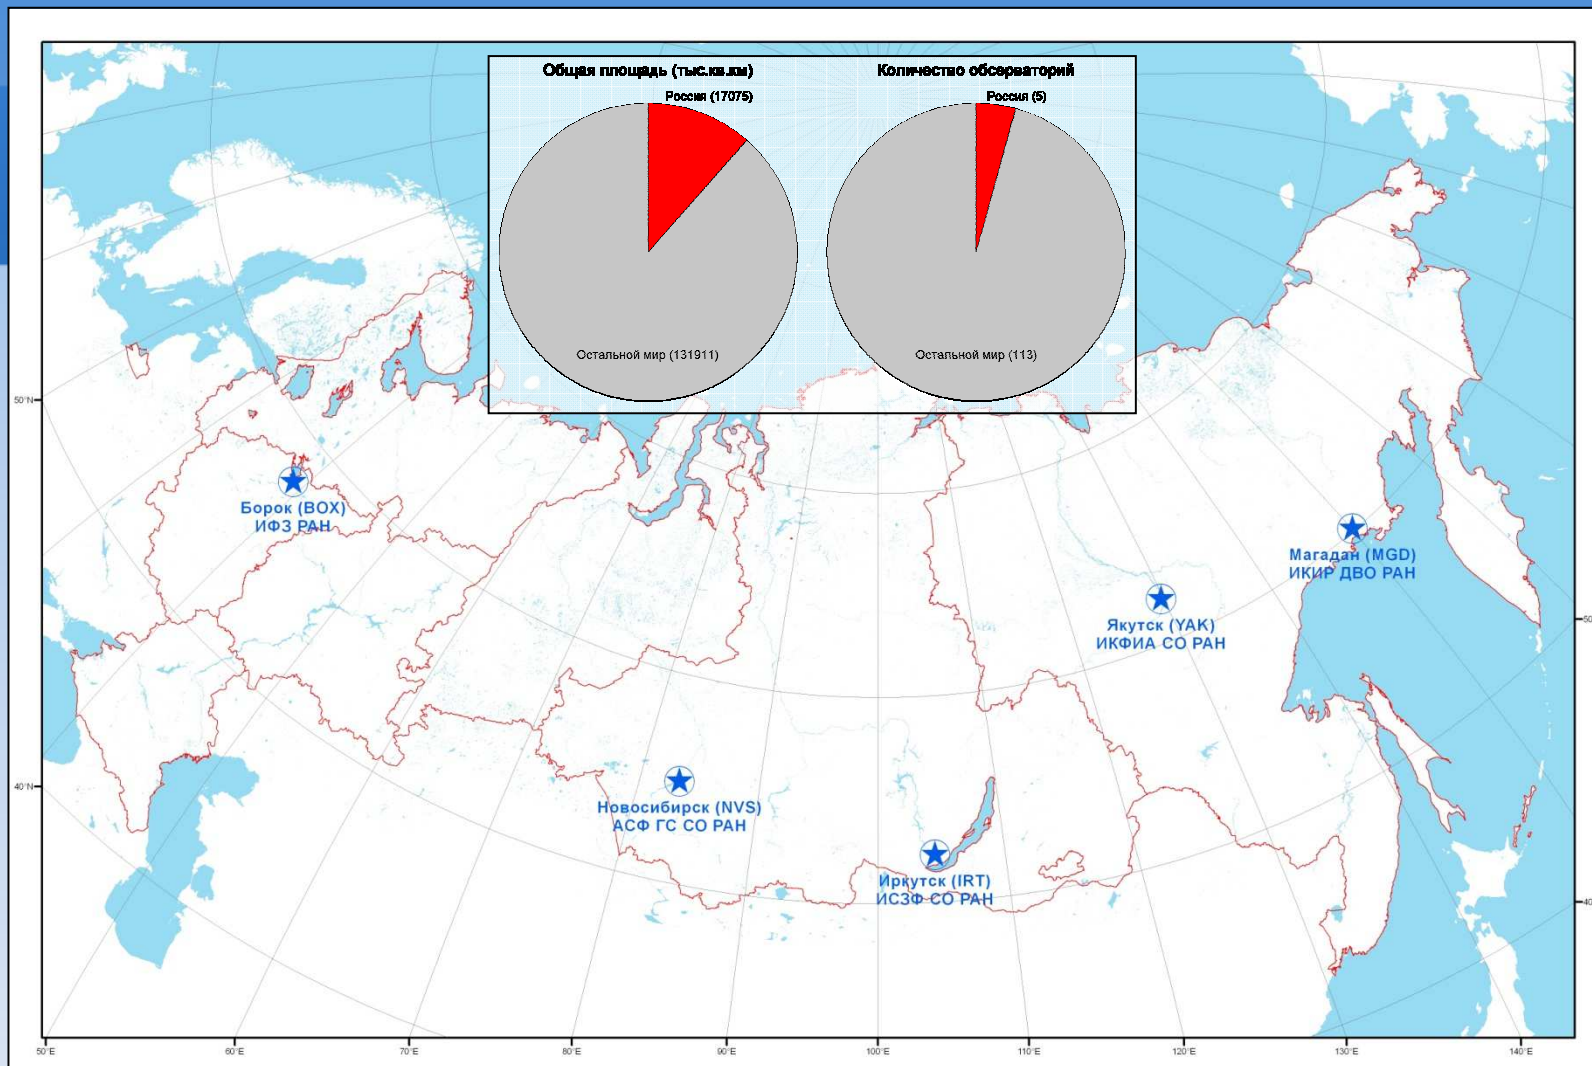 Общая площадь (тыс.кв.км)
Количество обсерваторий
Россия (17075)
Россия (5)
Остальной мир (131911)
Остальной мир (113)
50°N
Борок (BOX)
ИФЗ РАН
Магадан (MGD)
ИКИР ДВО РАН
Якутск (YAK)
ИКФИА СО РАН
50
40°N
Новосибирск (NVS)
АСФ ГС СО РАН
Иркутск (IRT)
ИСЗФ СО РАН
40
50°E
60°E
70°E
80°E
90°E
100°E
110°E
120°E
130°E
140°E